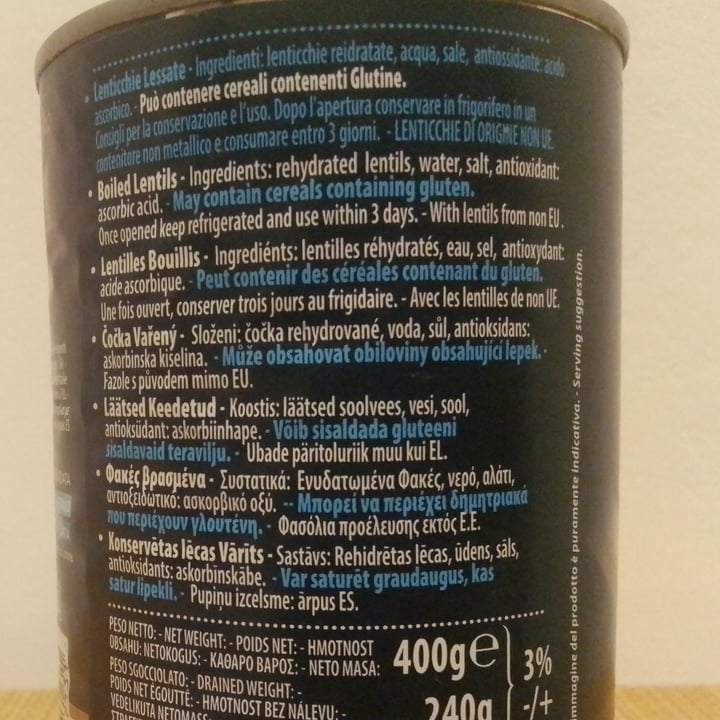 • Lenticchie Lessate - Ingredienti: lenticchie reidratate, acqua, sale, antiossidante: acido
ascorbico. - Può contenere cereali contenenti Glutine.
Consigli per la conservazione e l'uso. Dopo l'apertura conservare in frigorifero in un
contenitore non metallico e consumare entro 3 giorni. - LENTICCHIE DI ORIGINE NON UE.
• Boiled Lentils - Ingredients: rehydrated lentils, water, salt, antioxidant:
ascorbic acid. - May contain cereals containing gluten.
Once opened keep refrigerated and use within 3 days. - With lentils from non EU.
• Lentilles Bouillis - Ingrediénts: lentilles réhydratés, eau, sel, antioxydant:
acide ascorbique. - Peut contenir des céréales contenant du gluten.
Une fois ouvert, conserver trois jours au frigidaire. - Avec les lentilles de non UE.
• Čočka Vařený - Složeni: čočka rehydrované, voda, sůl, antioksidans:
askorbinska kiselina. - Může obsahovat obiloviny obsahující lepek. -
Fazole s původem mimo EU.
• Läätsed Keedetud - Koostis: läätsed soolvees, vesi, sool,
antioksüdant: askorbiinhape. - Võib sisaldada gluteeni
sisaldavaid teravilju. - Ubade päritoluriik muu kui EL.
• Φακές βρασμένα - Συστατικά: Ενυδατωμένα Φακές, νερό, αλάτι,
αντιοξειδωτικό: ασκορβικό οξύ. -- Μπορεί να περιέχει δημητριακά
που περιέχουν γλουτένη. - Φασόλια προέλευσης εκτός Ε.Ε.
• Konservētas lēcas Vārīts - Sastāvs: Rehidrētas lēcas, ūdens, sāls,
antioksidants: askorbīnskābe. - Var saturēt graudaugus, kas
satur lipekli. - Pupiņu izcelsme: ārpus ES.
PESO NETTO: - NET WEIGHT: - POIDS NET: - HMOTNOST
OBSAHU: NETOKOGUS: - ΚΑΘΑΡΟ ΒΑΡΟΣ: - NETO MASA:
400g e
3%
-/+
PESO SGOCCIOLATO: - DRAINED WEIGHT: -
POIDS NET ÉGOUTTÉ: - HMOTNOST BEZ NÁLEVU: -
VEDELIKUTA NETOMASS:
240g
immagine del prodotto è puramente indicativa. - Serving suggestion.